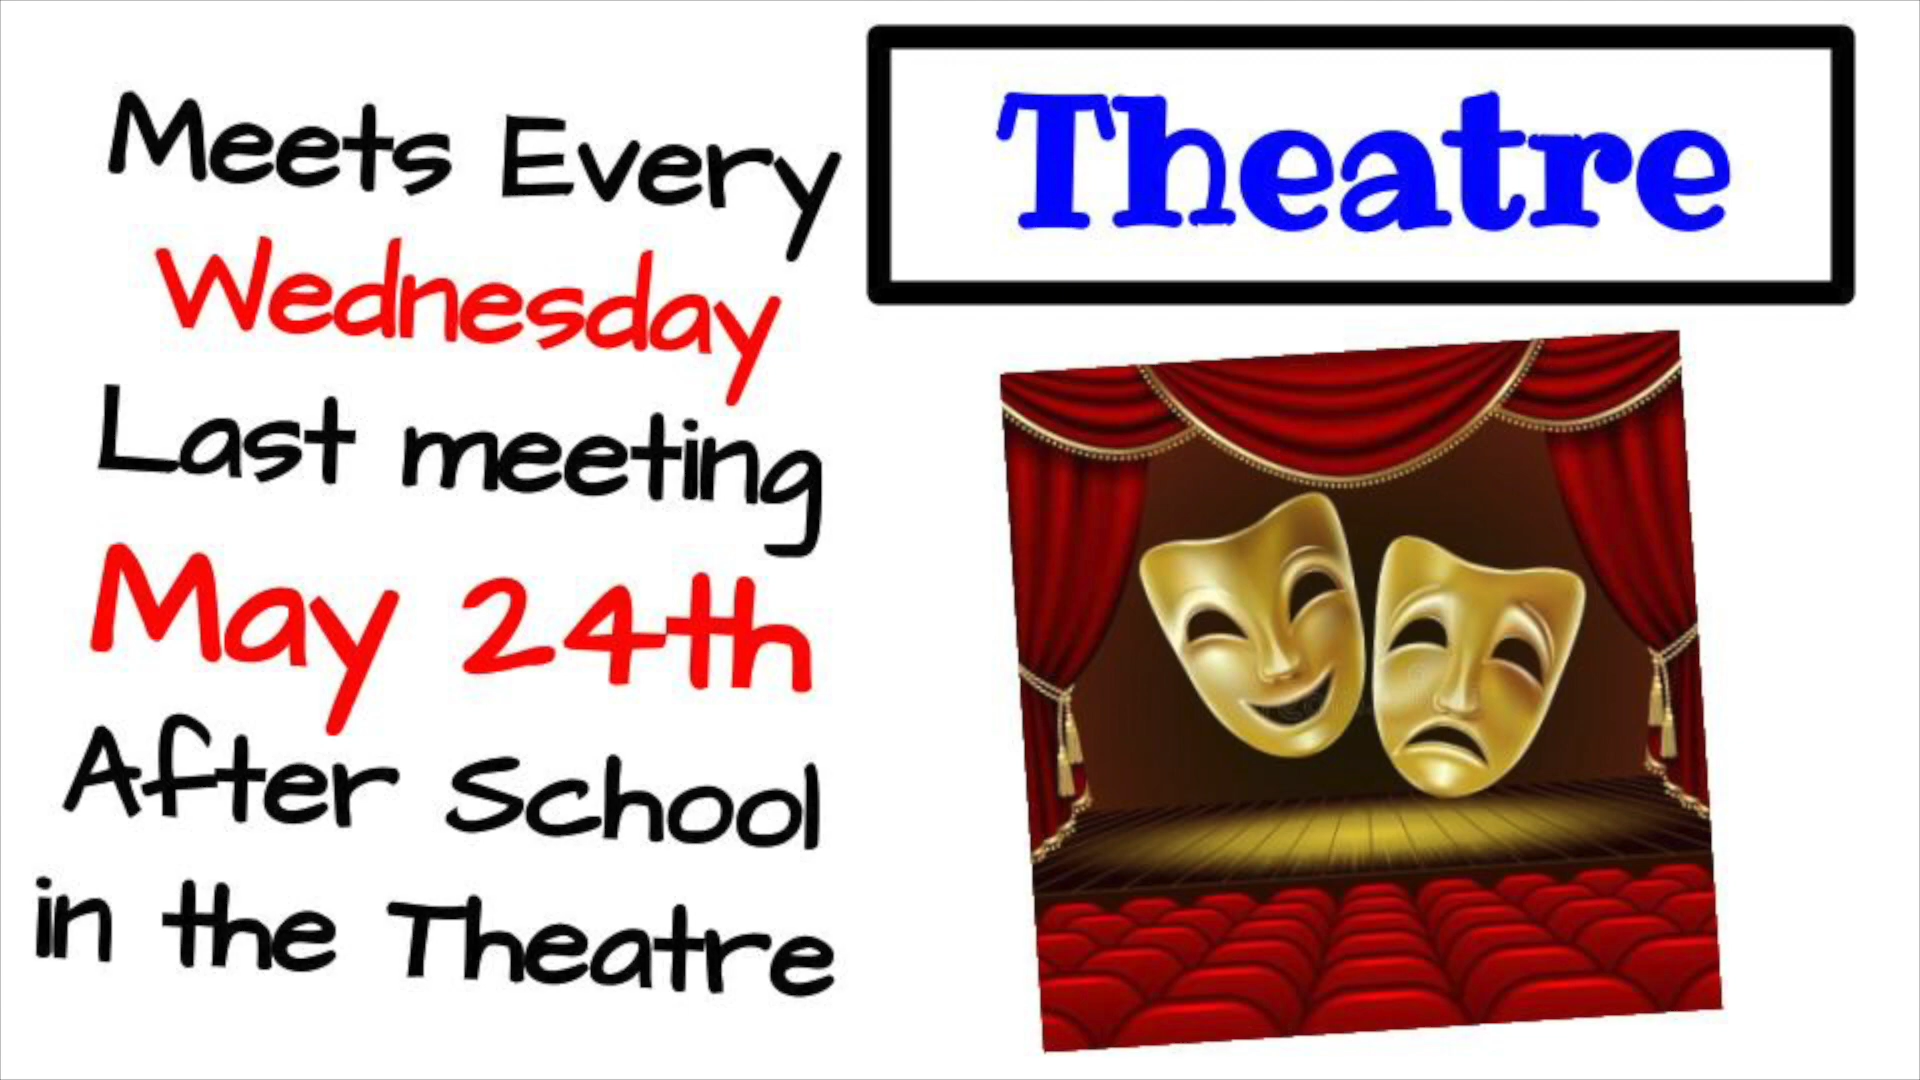 Meets Every
Wednesday
Last meeting
May 24th
After School
in the Theatre
Theatre